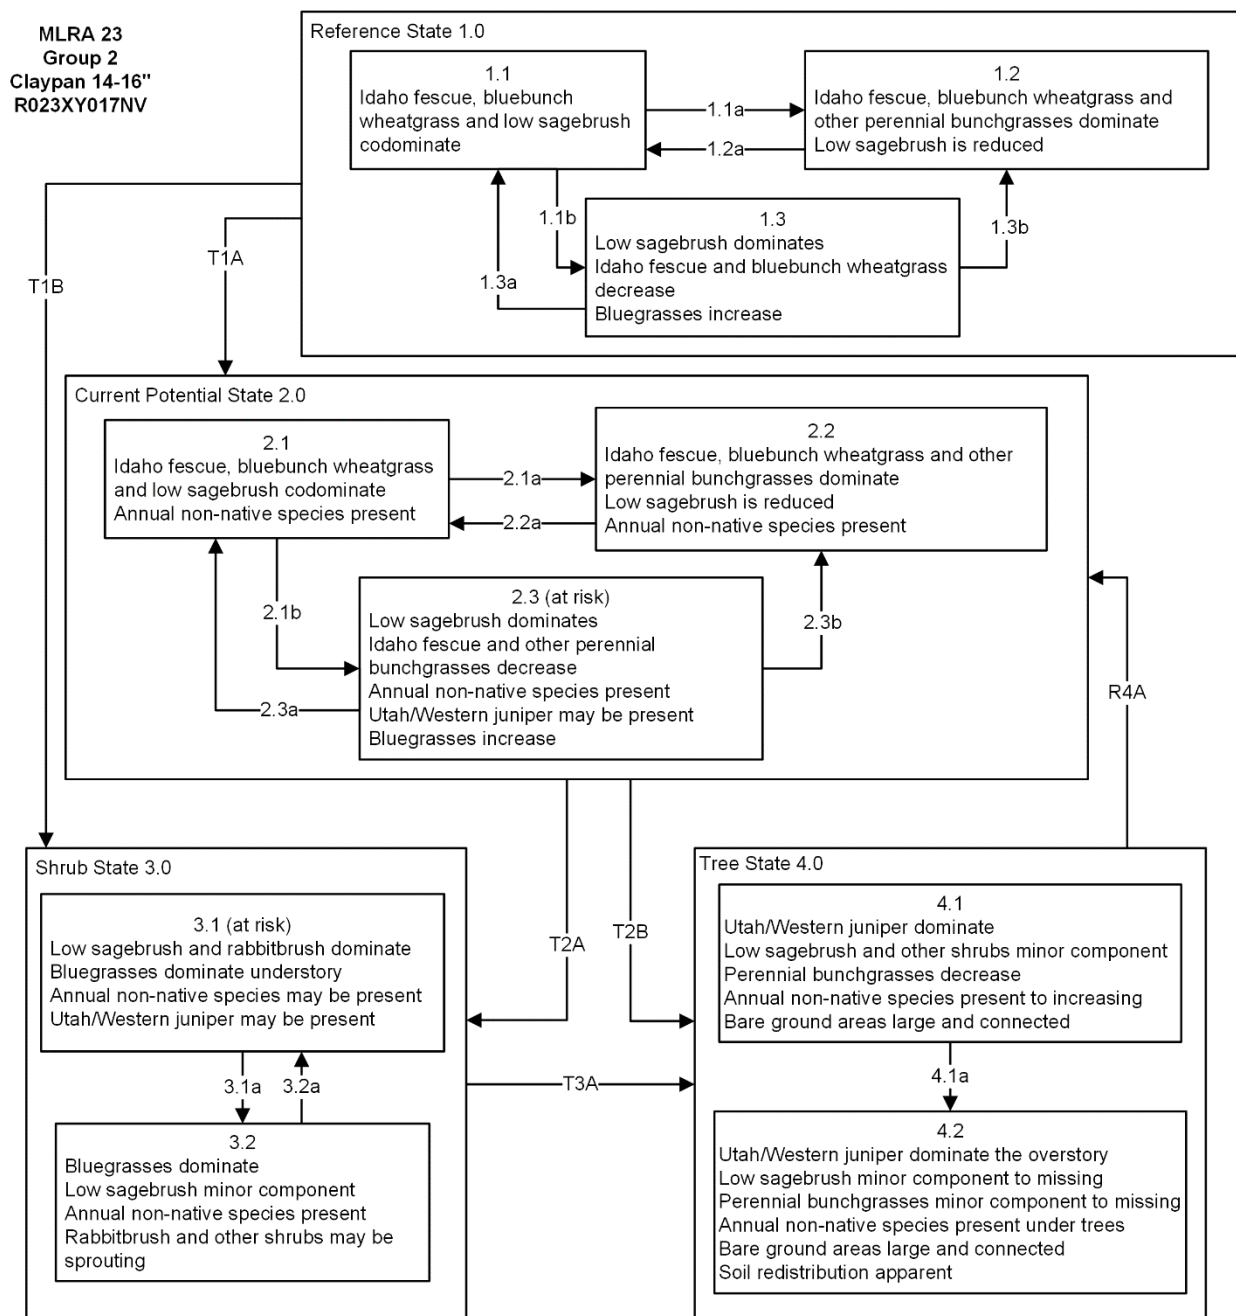 MLRA 23
Group 2
Claypan 14-16"
R023XY017NV
Reference State 1.0
1.1
Idaho fescue, bluebunch
wheatgrass and low sagebrush
codominate
1.1a
1.2a
1.2
Idaho fescue, bluebunch wheatgrass and
other perennial bunchgrasses dominate
Low sagebrush is reduced
1.1b
1.3a
1.3
Low sagebrush dominates
Idaho fescue and bluebunch wheatgrass
decrease
Bluegrasses increase
1.3b
T1B
T1A
Current Potential State 2.0
2.1
Idaho fescue, bluebunch wheatgrass
and low sagebrush codominate
Annual non-native species present
2.1a
2.2a
2.2
Idaho fescue, bluebunch wheatgrass and other
perennial bunchgrasses dominate
Low sagebrush is reduced
Annual non-native species present
2.1b
2.3a
2.3 (at risk)
Low sagebrush dominates
Idaho fescue and other perennial
bunchgrasses decrease
Annual non-native species present
Utah/Western juniper may be present
Bluegrasses increase
2.3b
R4A
T2A
T2B
Shrub State 3.0
3.1 (at risk)
Low sagebrush and rabbitbrush dominate
Bluegrasses dominate understory
Annual non-native species may be present
Utah/Western juniper may be present
3.1a
3.2a
3.2
Bluegrasses dominate
Low sagebrush minor component
Annual non-native species present
Rabbitbrush and other shrubs may be
sprouting
T3A
Tree State 4.0
4.1
Utah/Western juniper dominate
Low sagebrush and other shrubs minor component
Perennial bunchgrasses decrease
Annual non-native species present to increasing
Bare ground areas large and connected
4.1a
4.2
Utah/Western juniper dominate the overstory
Low sagebrush minor component to missing
Perennial bunchgrasses minor component to missing
Annual non-native species present under trees
Bare ground areas large and connected
Soil redistribution apparent